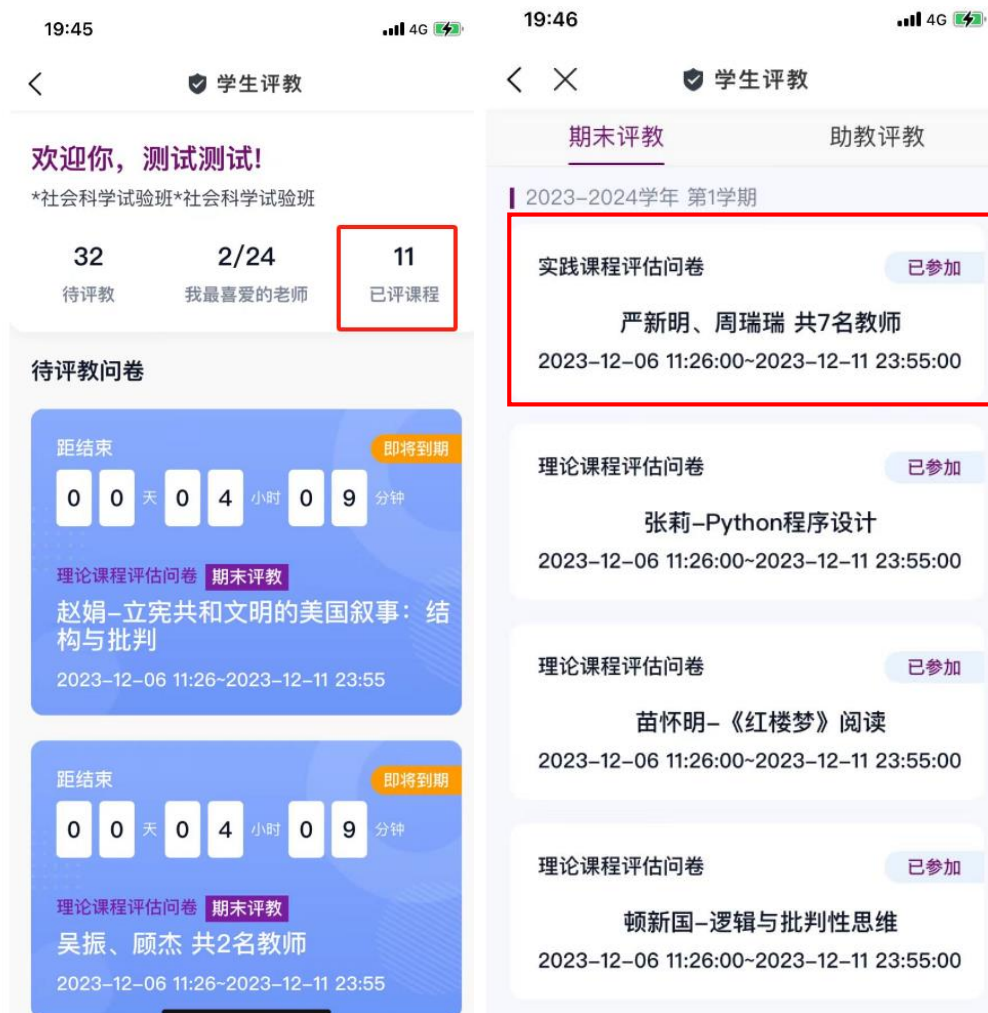 19:45
4G
学生评教
欢迎你，测试测试!
*社会科学试验班*社会科学试验班
32
2/24
11
待评教
我最喜爱的老师
已评课程
待评教问卷
距结束
即将到期
0 0 天 0 4 小时 0 9 分钟
理论课程评估问卷 期末评教
赵娟-立宪共和文明的美国叙事：结
构与批判
2023-12-06 11:26~2023-12-11 23:55
距结束
即将到期
0 0 天 0 4 小时 0 9 分钟
理论课程评估问卷 期末评教
吴振、顾杰 共2名教师
2023-12-06 11:26~2023-12-11 23:55
19:46
4G
学生评教
期末评教
助教评教
2023-2024学年 第1学期
实践课程评估问卷
已参加
严新明、周瑞瑞 共7名教师
2023-12-06 11:26:00~2023-12-11 23:55:00
理论课程评估问卷
已参加
张莉-Python程序设计
2023-12-06 11:26:00~2023-12-11 23:55:00
理论课程评估问卷
已参加
苗怀明-《红楼梦》阅读
2023-12-06 11:26:00~2023-12-11 23:55:00
理论课程评估问卷
已参加
顿新国-逻辑与批判性思维
2023-12-06 11:26:00~2023-12-11 23:55:00